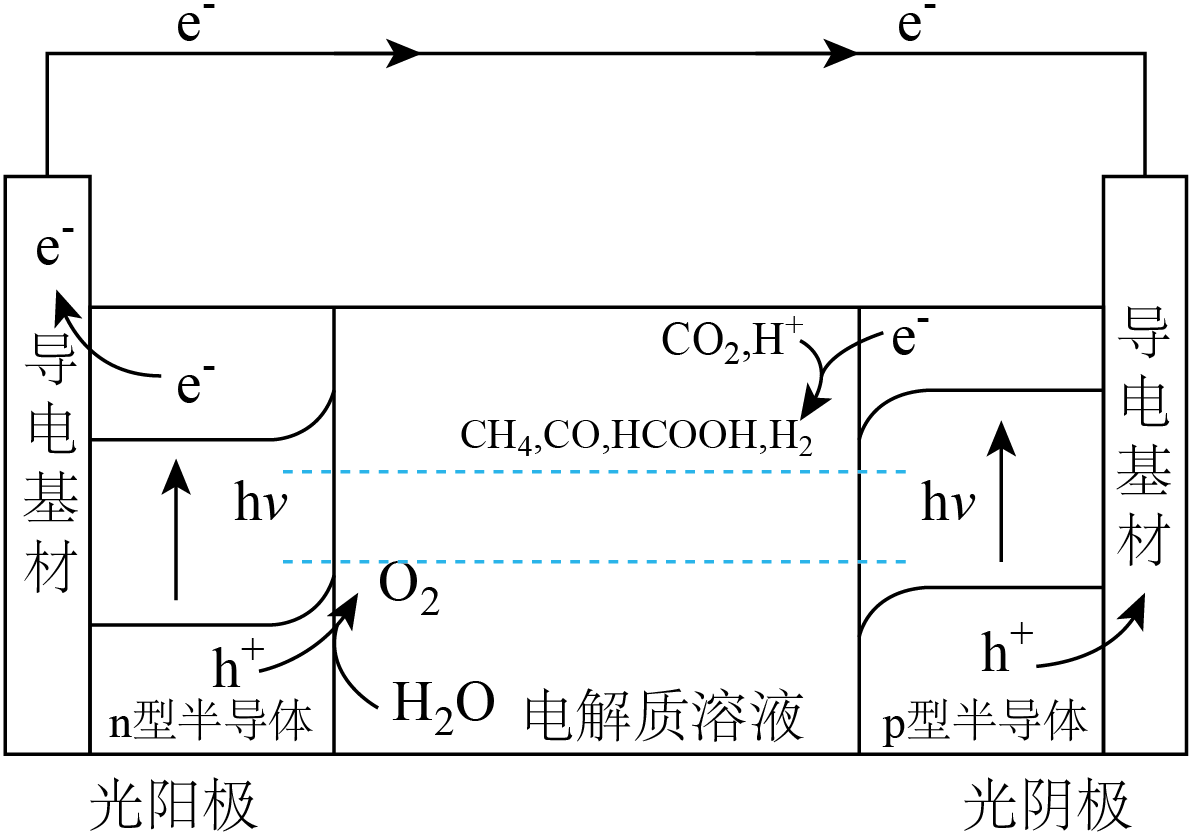 e⁻
e⁻
e⁻
导电基材
e⁻
CO₂,H⁺
e⁻
导电基材
CH₄,CO,HCOOH,H₂
hν
hν
O₂
h⁺
H₂O
h⁺
n型半导体
电解质溶液
p型半导体
光阳极
光阴极